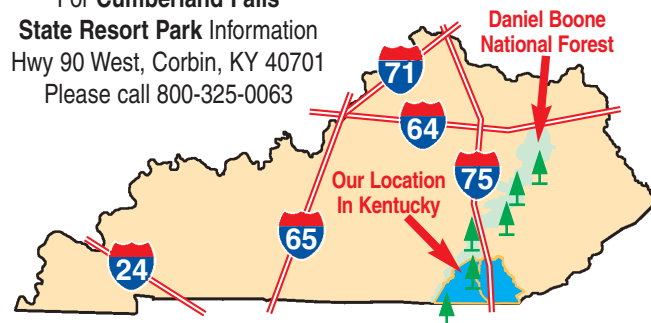 For Cumberland Falls
State Resort Park Information
Hwy 90 West, Corbin, KY 40701
Please call 800-325-0063
Daniel Boone
National Forest
71
64
Our Location
In Kentucky
75
65
24